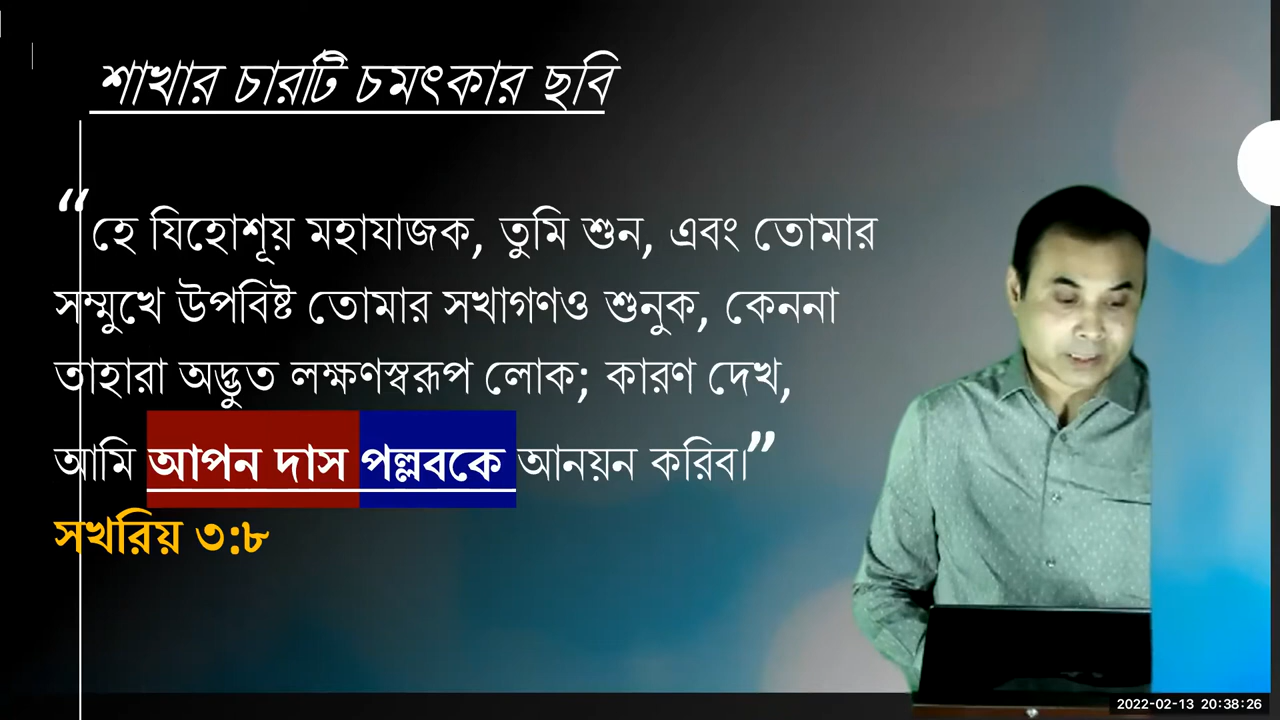 শাখার চারটি চমৎকার ছবি
“হে যিহোশূয় মহাযাজক, তুমি শুন, এবং তোমার
সম্মুখে উপবিষ্ট তোমার সখাগণও শুনুক, কেননা
তাহারা অদ্ভুত লক্ষণস্বরূপ লোক; কারণ দেখ,
আমি আপন দাস পল্লবকে আনয়ন করিব।”
সখরিয় ৩:৮
2022-02-13 20:38:26